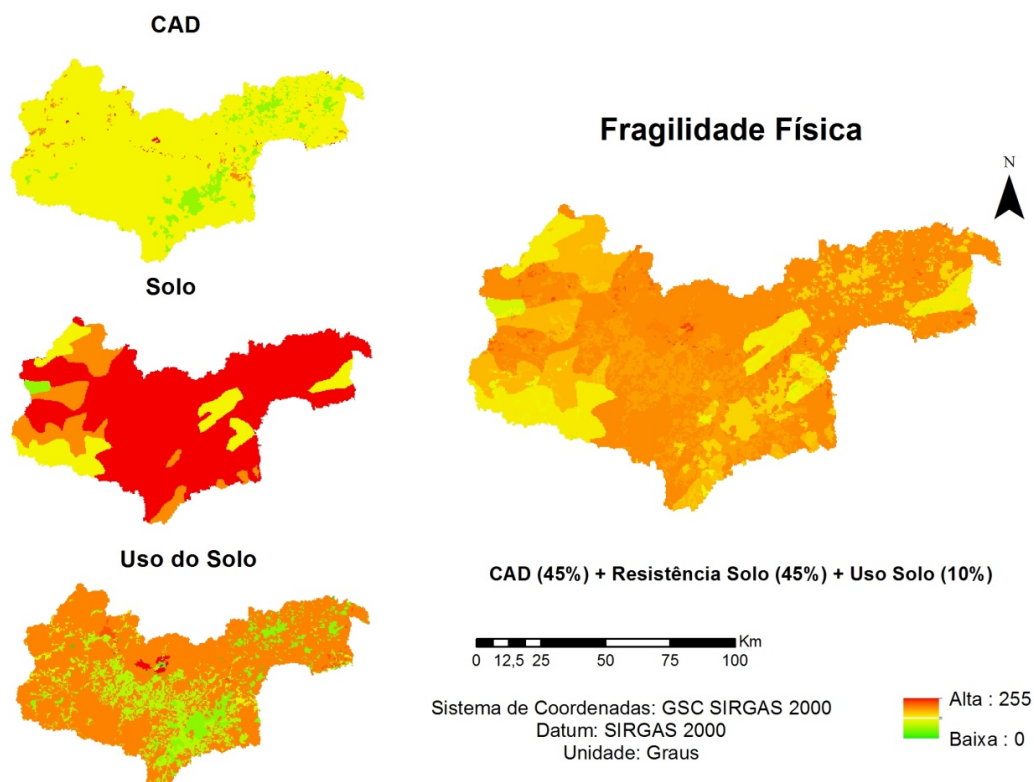 CAD
Solo
Uso do Solo
Fragilidade Física
N
CAD (45%) + Resistência Solo (45%) + Uso Solo (10%)
Km
0 12,5 25 50 75 100
Sistema de Coordenadas: GSC SIRGAS 2000
Datum: SIRGAS 2000
Unidade: Graus
Alta : 255
Baixa : 0